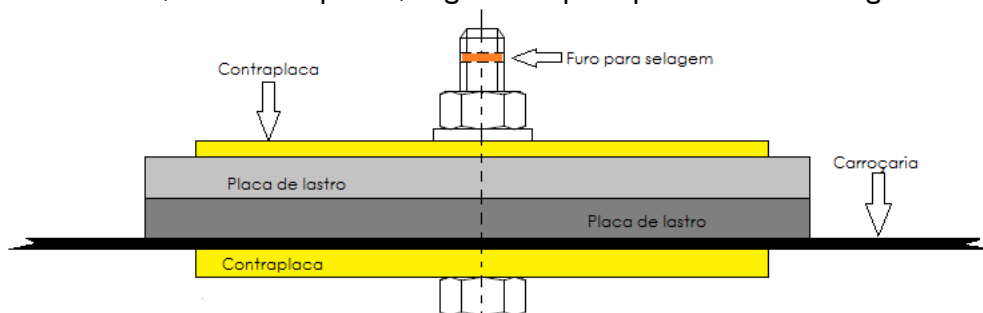 Furo para selagem
Contraplaca
Carroçaria
Placa de lastro
Placa de lastro
Contraplaca